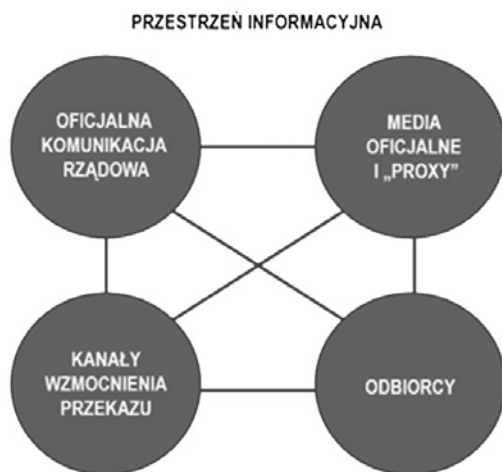 PRZESTRZEŃ INFORMACYJNA
OFICJALNA
KOMUNIKACJA
RZĄDOWA
MEDIA
OFICJALNE
I „PROXY”
KANAŁY
WZMOCNIENIA
PRZEKAZU
ODBIORCY